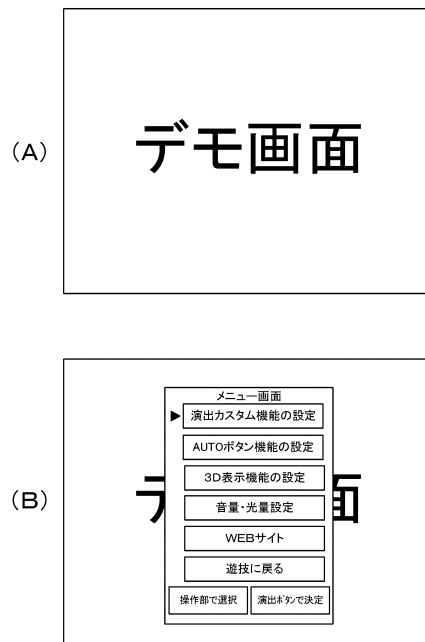 (A)
デモ画面
(B)
デ
面
メニュー画面
▶ 演出カスタム機能の設定
AUTOボタン機能の設定
3D表示機能の設定
音量・光量設定
WEBサイト
遊技に戻る
操作部で選択 演出ボタンで決定